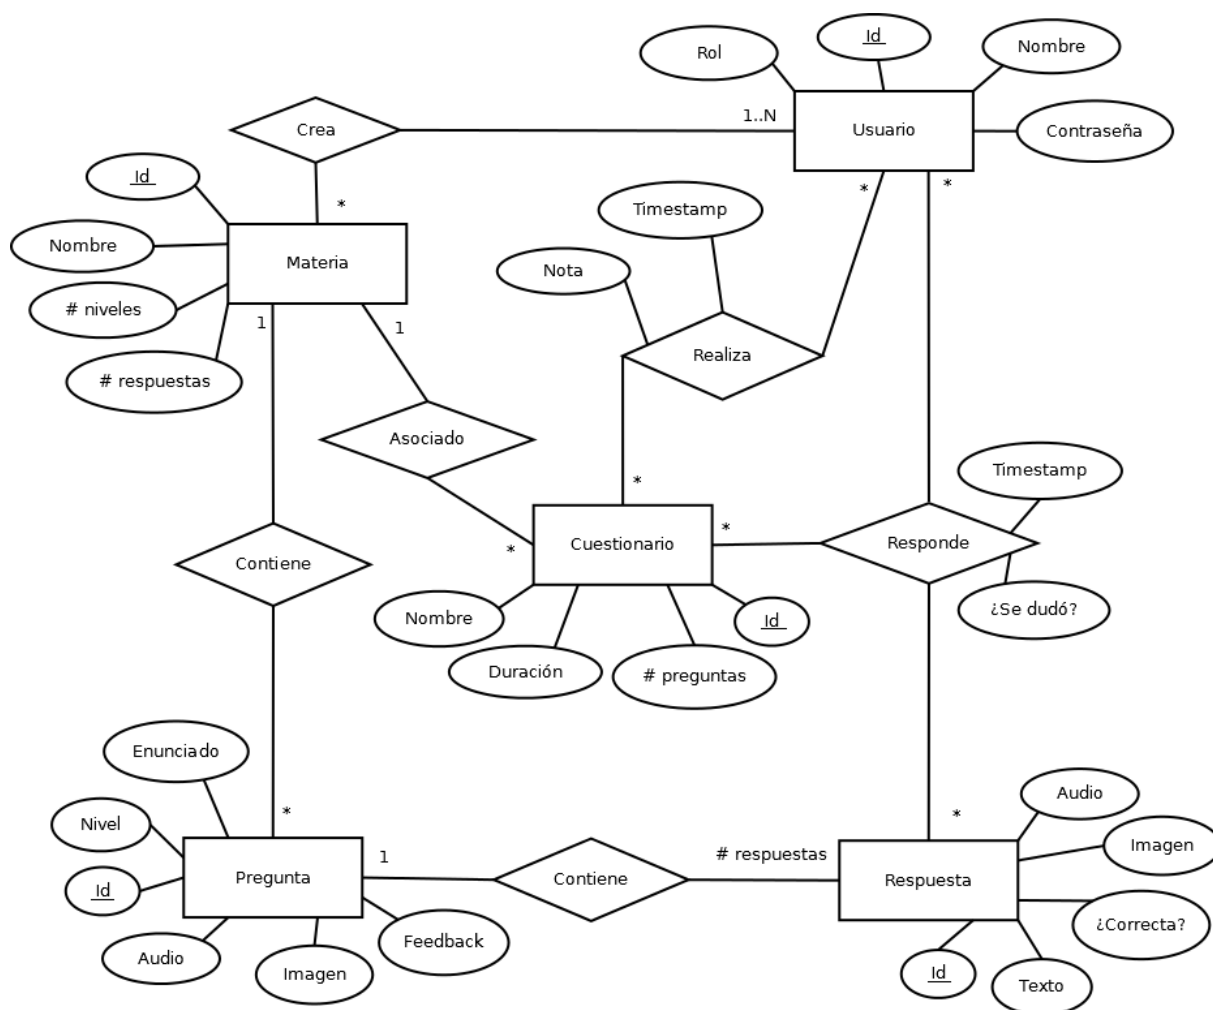 Id
Rol
Nombre
1..N
Usuario
Contraseña
Crea
Id
*
*
*
Timestamp
Nombre
Materia
Nota
# niveles
1
1
Realiza
# respuestas
Asociado
Timestamp
*
*
*
Cuestionario
Responde
Contiene
Nombre
Id
¿Se dudó?
Duración
# preguntas
Enunciado
Audio
*
*
Nivel
Imagen
1
# respuestas
Pregunta
Contiene
Respuesta
Id
¿Correcta?
Feedback
Audio
Imagen
Id
Texto